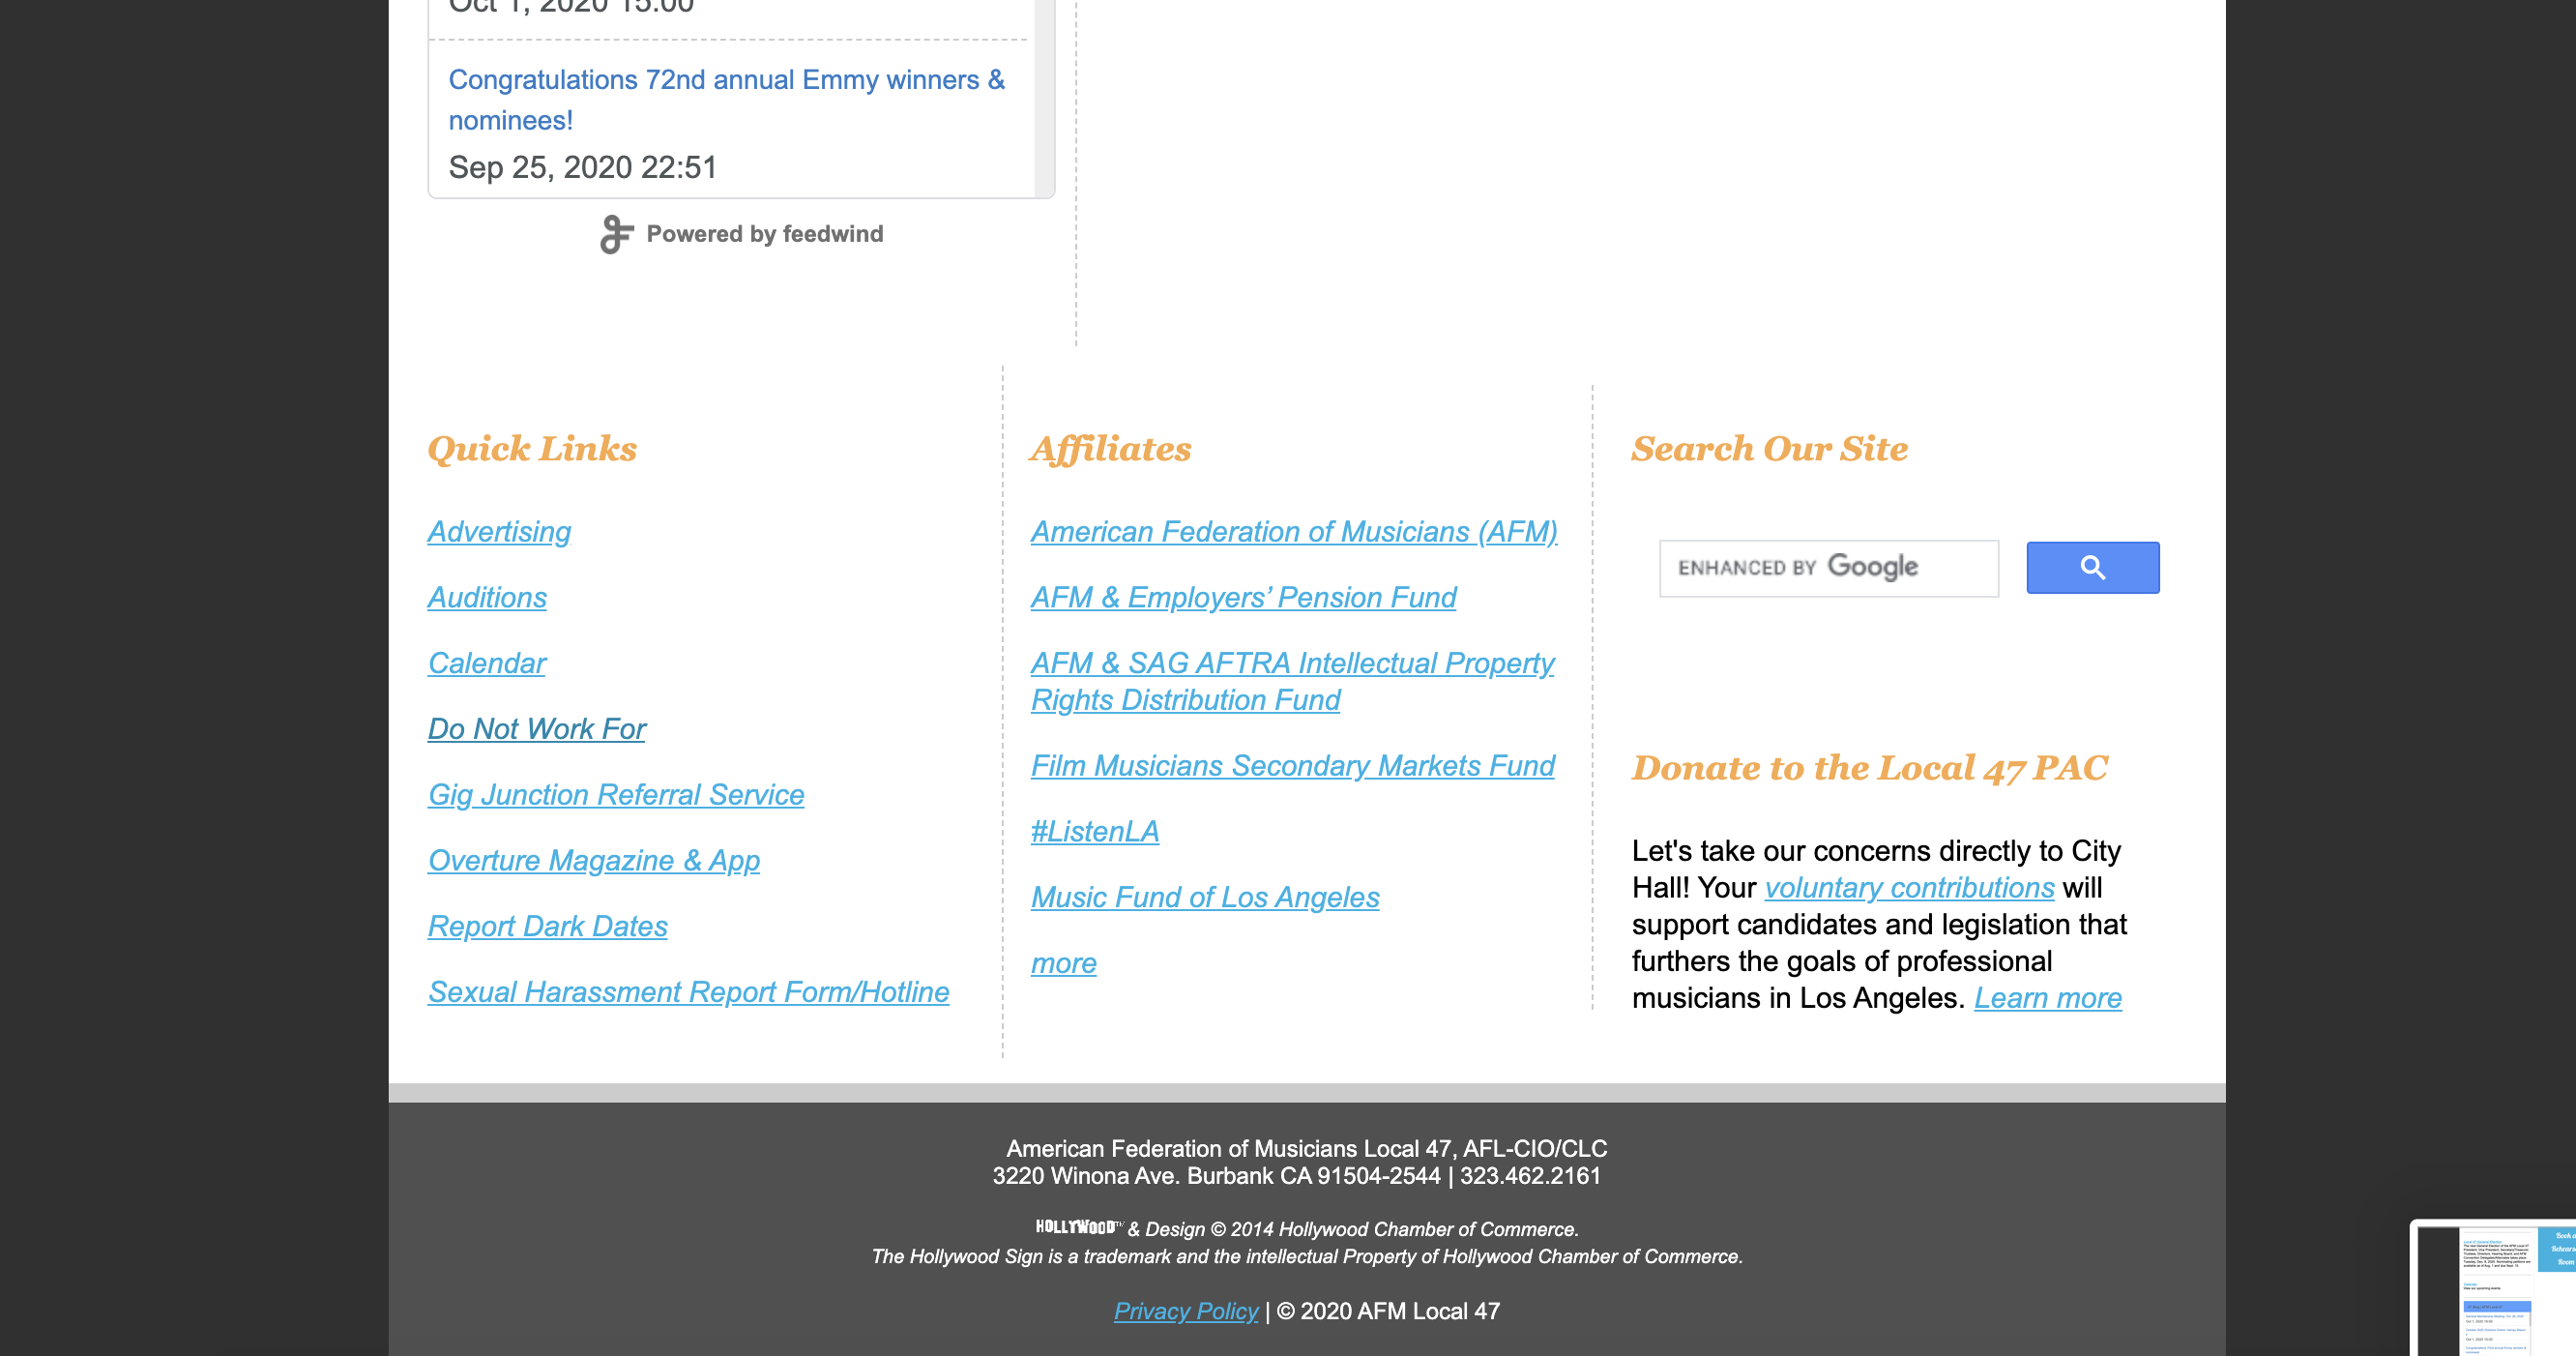 Oct 1, 2020 15:00
Congratulations 72nd annual Emmy winners &
nominees!
Sep 25, 2020 22:51
Powered by feedwind
Quick Links
Advertising
Auditions
Calendar
Do Not Work For
Gig Junction Referral Service
Overture Magazine & App
Report Dark Dates
Sexual Harassment Report Form/Hotline
Affiliates
American Federation of Musicians (AFM)
AFM & Employers’ Pension Fund
AFM & SAG AFTRA Intellectual Property
Rights Distribution Fund
Film Musicians Secondary Markets Fund
#ListenLA
Music Fund of Los Angeles
more
Search Our Site
ENHANCED BY Google
Donate to the Local 47 PAC
Let's take our concerns directly to City
Hall! Your voluntary contributions will
support candidates and legislation that
furthers the goals of professional
musicians in Los Angeles. Learn more
American Federation of Musicians Local 47, AFL-CIO/CLC
3220 Winona Ave. Burbank CA 91504-2544 | 323.462.2161
HOLLYWOOD™ & Design © 2014 Hollywood Chamber of Commerce.
The Hollywood Sign is a trademark and the intellectual Property of Hollywood Chamber of Commerce.
Privacy Policy | © 2020 AFM Local 47